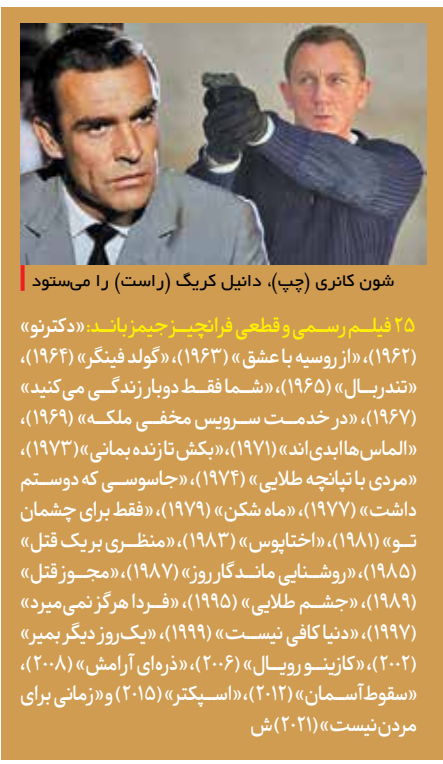 شون کانری (چپ)، دانیل کریگ (راست) را می‌ستود
۲۵ فیلم رسمی و قطعی فرانچیز جیمز باند: «دکترنو»
(۱۹۶۲)، «از روسیه با عشق» (۱۹۶۳)، «گولد فینگر» (۱۹۶۴)،
«تندربال» (۱۹۶۵)، «شما فقط دوبار زندگی می کنید»
(۱۹۶۷)، «در خدمت سرویس مخفی ملکه» (۱۹۶۹)،
«الماس‌ها ابدی‌اند» (۱۹۷۱)، «بکش تا زنده بمانی» (۱۹۷۳)،
«مردی با تپانچه طلایی» (۱۹۷۴)، «جاسوسی که دوستم
داشت» (۱۹۷۷)، «ماه شکن» (۱۹۷۹)، «فقط برای چشمان
تو» (۱۹۸۱)، «اختاپوس» (۱۹۸۳)، «منظری بر یک قتل»
(۱۹۸۵)، «روشنایی ماندگار روز» (۱۹۸۷)، «مجوز قتل»
(۱۹۸۹)، «جشم طلایی» (۱۹۹۵)، «فردا هرگز نمی‌میرد»
(۱۹۹۷)، «دنیا کافی نیست» (۱۹۹۹)، «یک روز دیگر بمیر»
(۲۰۰۲)، «کازینو رویال» (۲۰۰۶)، «ذره‌ای آرامش» (۲۰۰۸)،
«سقوط آسمان» (۲۰۱۲)، «اسپکتر» (۲۰۱۵) و «زمانی برای
مردن نیست» (۲۰۲۱) ش